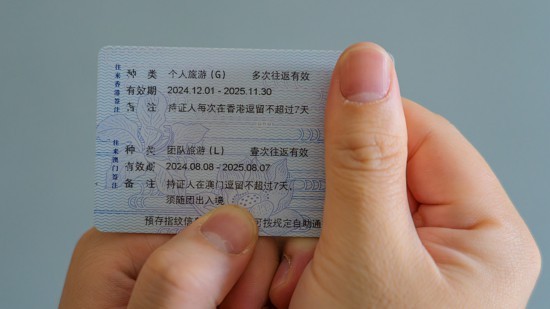 往来香港签注
种 类 个人旅游 (G) 多次往返有效
有效期 2024.12.01 - 2025.11.30
备 注 持证人每次在香港逗留不超过7天
往来澳门签注
种 类 团队旅游 (L) 壹次往返有效
有效期 2024.08.08 - 2025.08.07
备 注 持证人在澳门逗留不超过7天,
须随团出入境
预存指纹信 可按规定自助通